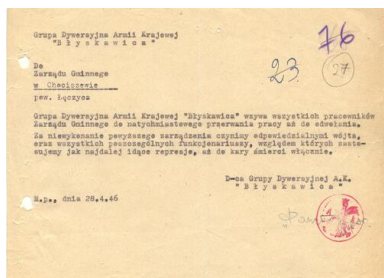 Grupa Dywersyjna Armii Krajowej
"Błyskawica"
76
23.
27
Do
Zarządu Gminnego
w
pow. Łęczyca
Grupa Dywersyjna Armii Krajowej "Błyskawica" wzywa wszystkich pracowników
Zarządu Gminnego do natychmiastowego przerwania pracy aż do odwołania.
Za niewykonanie powyższego zarządzenia czynimy odpowiedzialnymi wójta,
oraz wszystkich poszczególnych funkcjonariuszy, względem których zasto-
sujemy jak najdalej idące represje, aż do kary śmierci włącznie.
D-ca Grupy Dywersyjnej A.K.
"Błyskawica"
M.p., dnia 28.4.46